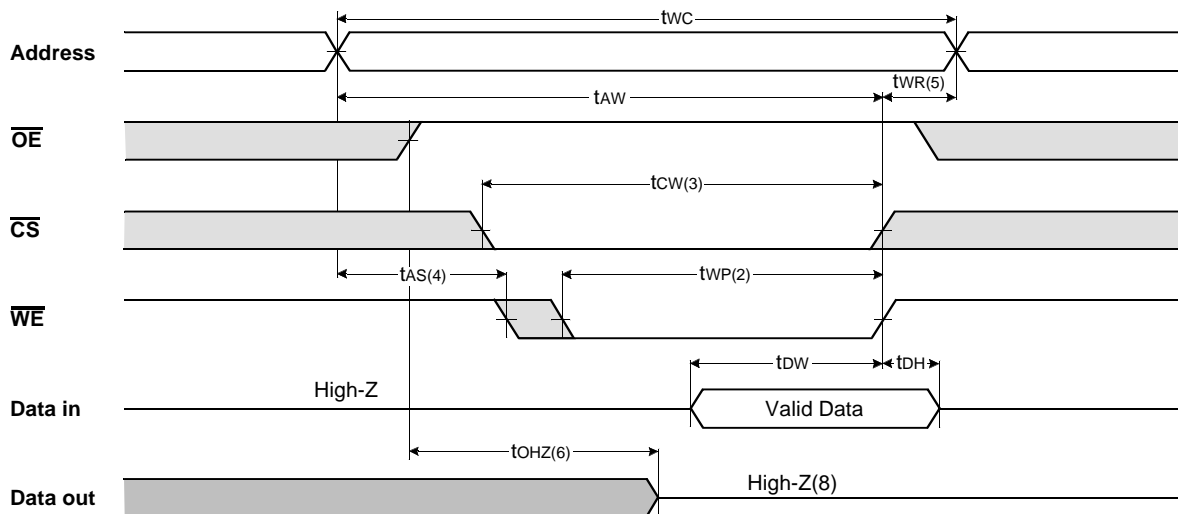 tWC
Address
tWR(5)
tAW
OE
tCW(3)
CS
tAS(4)
tWP(2)
WE
tDW
tDH
High-Z
Data in
Valid Data
tOHZ(6)
High-Z(8)
Data out